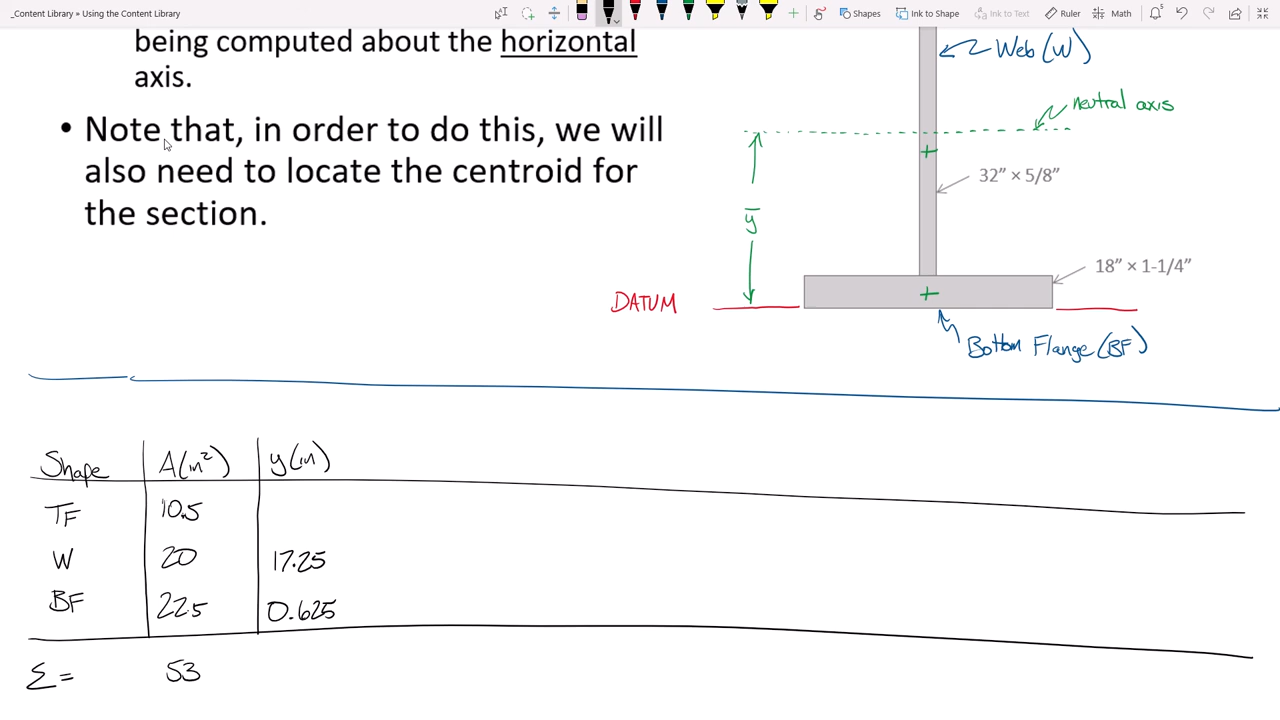 _Content Library » Using the Content Library
Shapes
Ink to Shape
Ink to Text
Ruler
Math
being computed about the horizontal
axis.
• Note that, in order to do this, we will
also need to locate the centroid for
the section.
Web (W)
neutral axis
32” × 5/8”
y̅
18” × 1-1/4”
DATUM
Bottom Flange (BF)
Shape A (in²) y (in)
TF 10.5
W 20 17.25
BF 22.5 0.625
Σ = 53